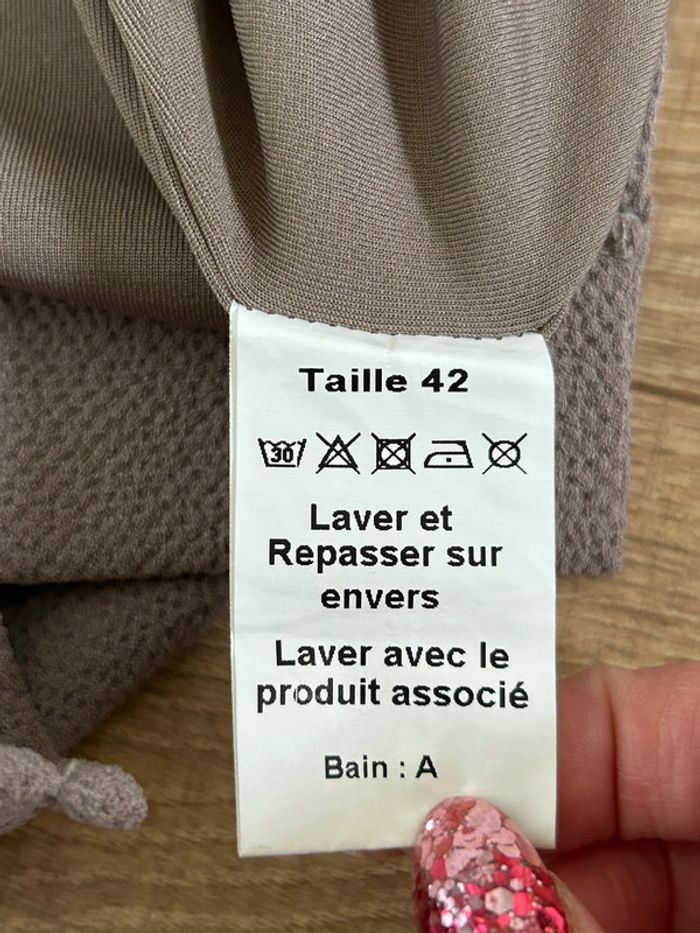 Taille 42
30
Laver et
Repasser sur
envers
Laver avec le
produit associé
Bain : A